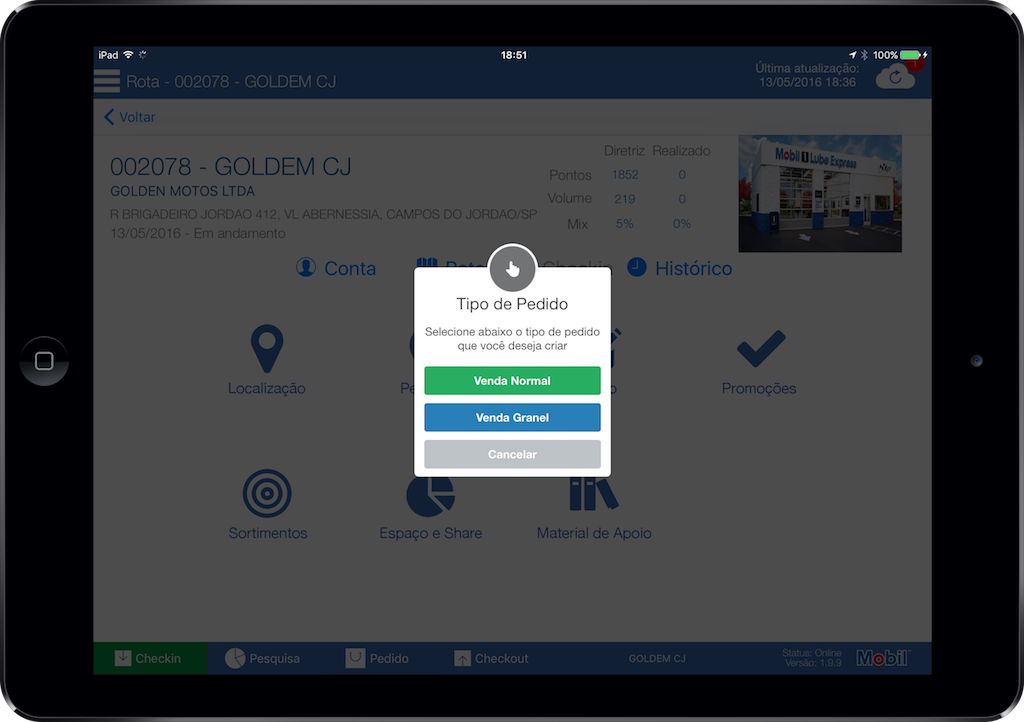 iPad
18:51
100%
Rota - 002078 - GOLDEM CJ
Última atualização:
13/05/2016 18:36
1
Voltar
002078 - GOLDEM CJ
GOLDEN MOTOS LTDA
R BRIGADEIRO JORDAO 412, VL ABERNESSIA, CAMPOS DO JORDAO/SP
13/05/2016 - Em andamento
Diretriz Realizado
Pontos 1852 0
Volume 219 0
Mix 5% 0%
Mobil 1 Lube Express
Conta
Checkin
Histórico
Tipo de Pedido
Selecione abaixo o tipo de pedido
que você deseja criar
Venda Normal
Venda Granel
Cancelar
Localização
Promoções
Sortimentos
Espaço e Share
Material de Apoio
Checkin
Pesquisa
Pedido
Checkout
GOLDEM CJ
Status: Online
Versão: 1.9.9
Mobil